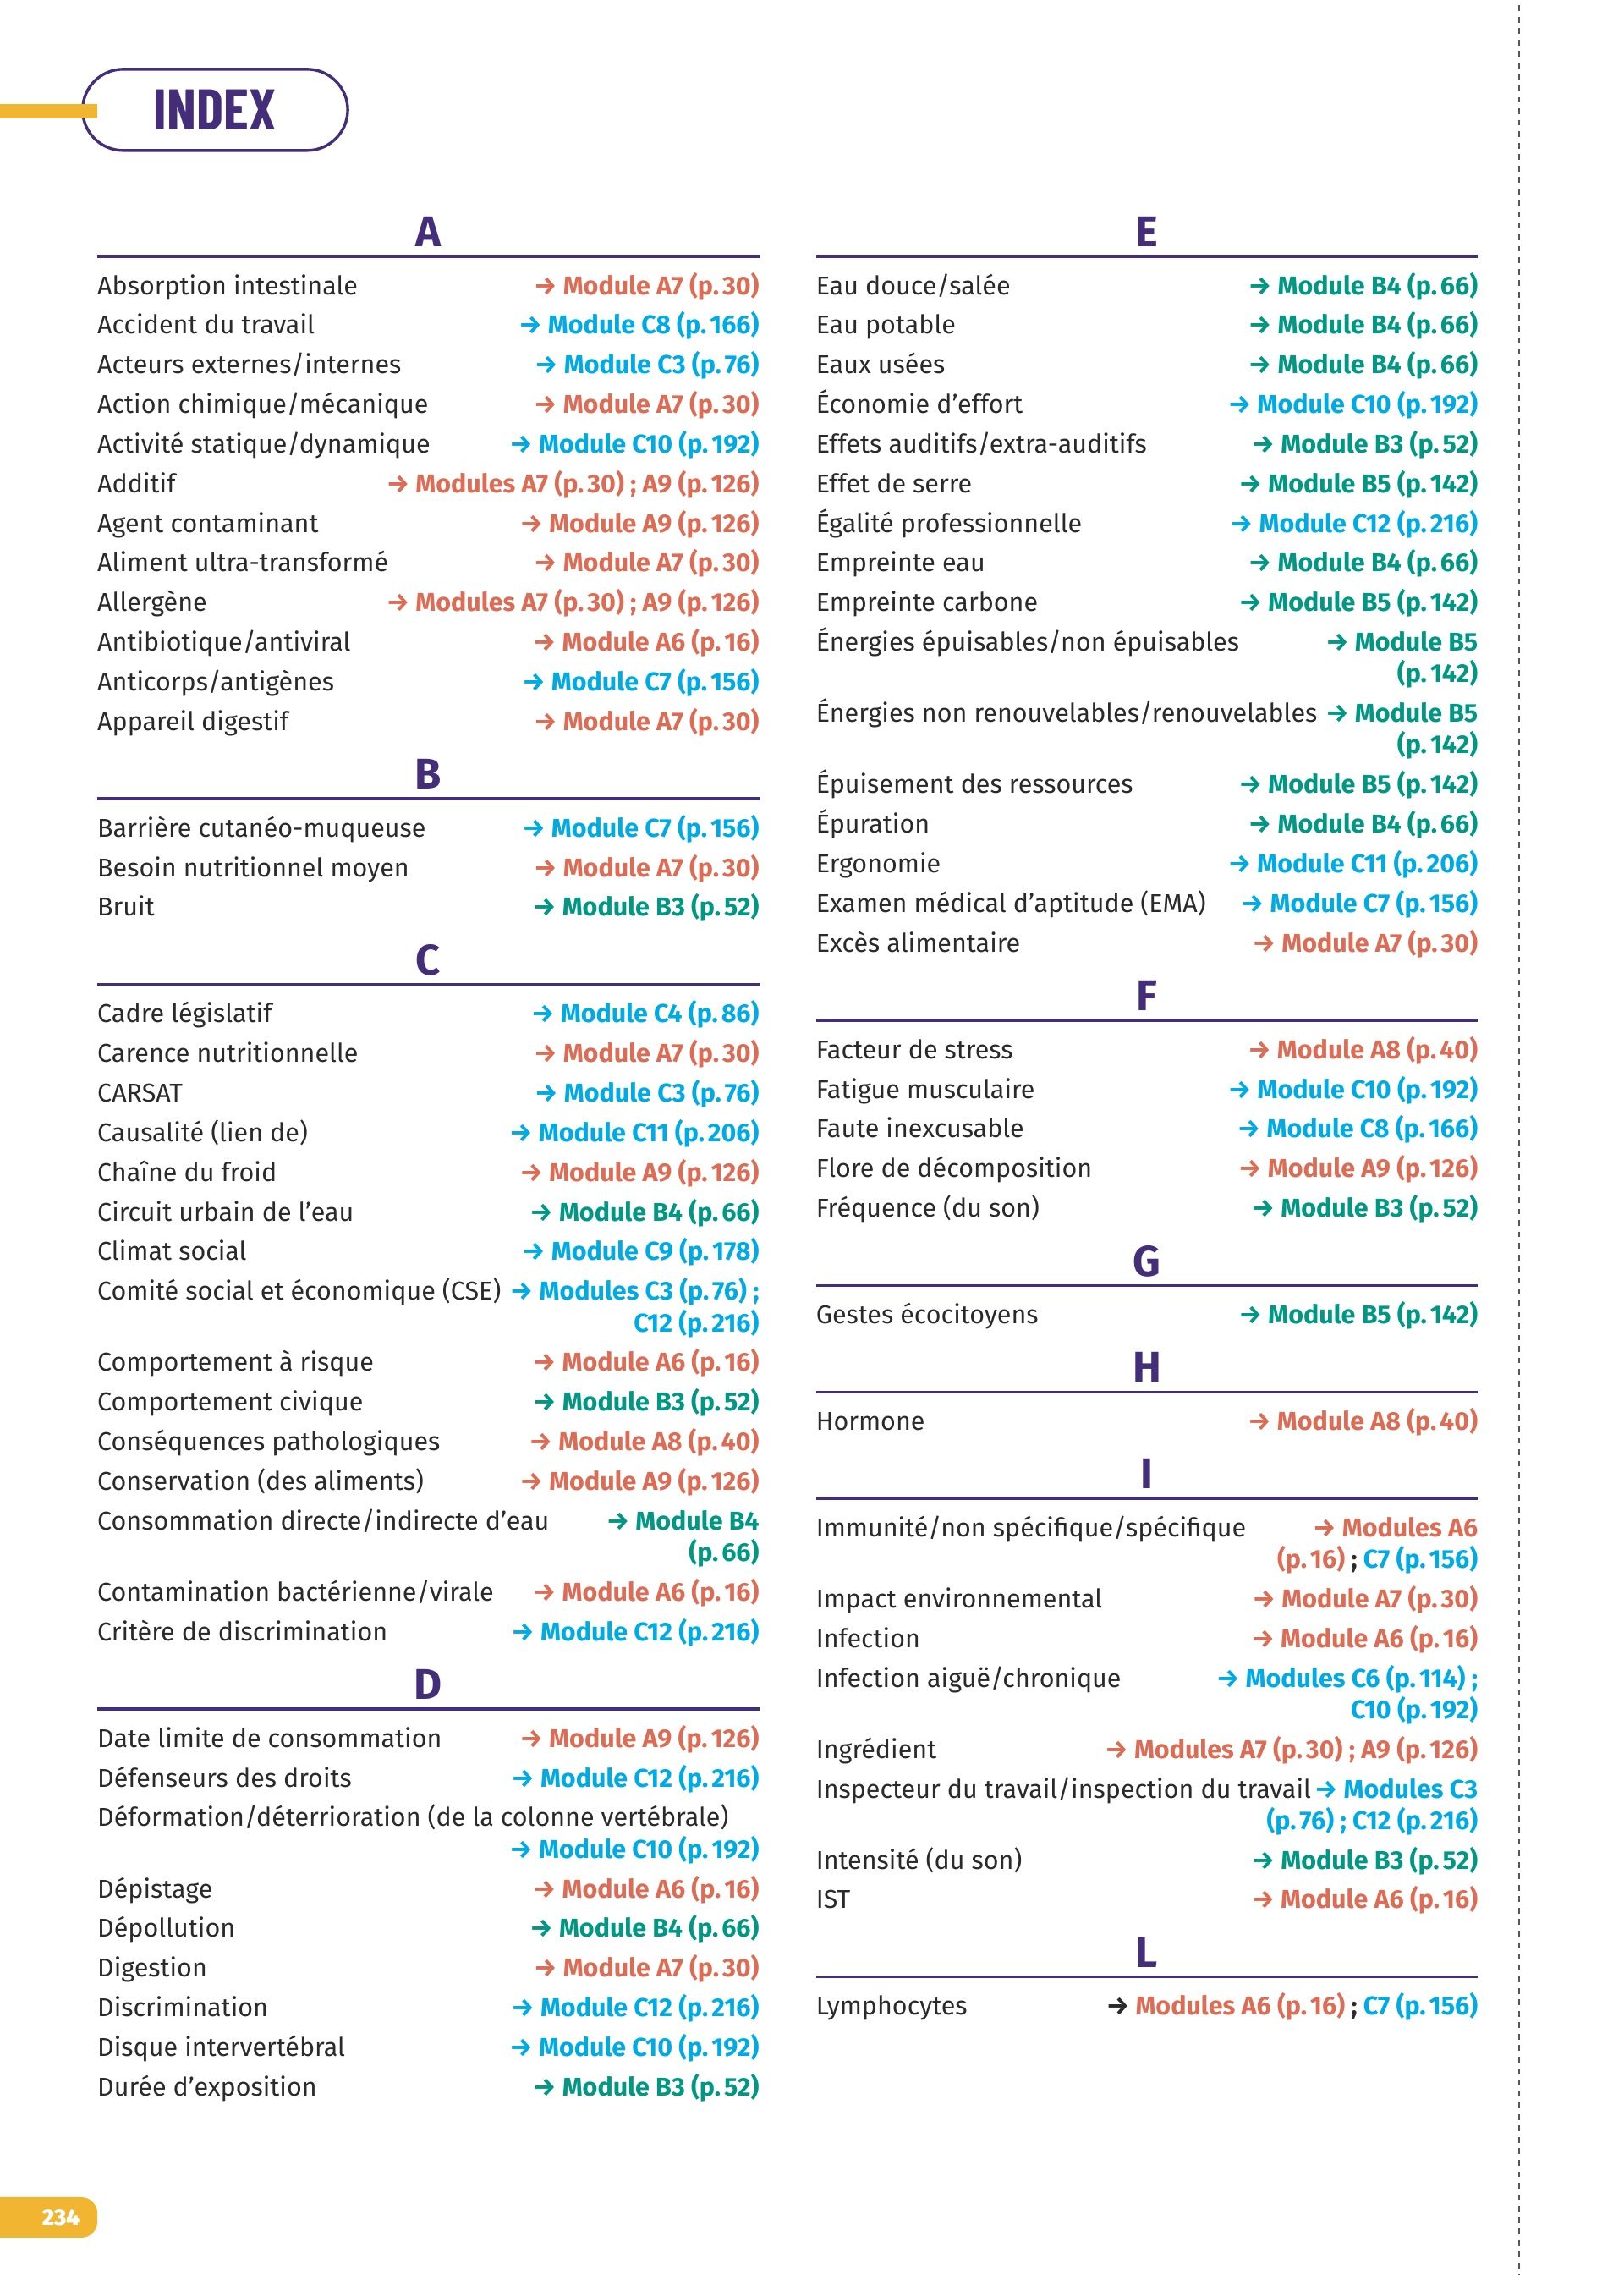 INDEX
A
Absorption intestinale → Module A7 (p. 30)
Accident du travail → Module C8 (p. 166)
Acteurs externes/internes → Module C3 (p. 76)
Action chimique/mécanique → Module A7 (p. 30)
Activité statique/dynamique → Module C10 (p. 192)
Additif → Modules A7 (p. 30) ; A9 (p. 126)
Agent contaminant → Module A9 (p. 126)
Aliment ultra-transformé → Module A7 (p. 30)
Allergène → Modules A7 (p. 30) ; A9 (p. 126)
Antibiotique/antiviral → Module A6 (p. 16)
Anticorps/antigènes → Module C7 (p. 156)
Appareil digestif → Module A7 (p. 30)
B
Barrière cutanéo-muqueuse → Module C7 (p. 156)
Besoin nutritionnel moyen → Module A7 (p. 30)
Bruit → Module B3 (p. 52)
C
Cadre législatif → Module C4 (p. 86)
Carence nutritionnelle → Module A7 (p. 30)
CARSAT → Module C3 (p. 76)
Causalité (lien de) → Module C11 (p. 206)
Chaîne du froid → Module A9 (p. 126)
Circuit urbain de l’eau → Module B4 (p. 66)
Climat social → Module C9 (p. 178)
Comité social et économique (CSE) → Modules C3 (p. 76) ;
C12 (p. 216)
Comportement à risque → Module A6 (p. 16)
Comportement civique → Module B3 (p. 52)
Conséquences pathologiques → Module A8 (p. 40)
Conservation (des aliments) → Module A9 (p. 126)
Consommation directe/indirecte d’eau → Module B4
(p. 66)
Contamination bactérienne/virale → Module A6 (p. 16)
Critère de discrimination → Module C12 (p. 216)
D
Date limite de consommation → Module A9 (p. 126)
Défenseurs des droits → Module C12 (p. 216)
Déformation/déterrioration (de la colonne vertébrale)
→ Module C10 (p. 192)
Dépistage → Module A6 (p. 16)
Dépollution → Module B4 (p. 66)
Digestion → Module A7 (p. 30)
Discrimination → Module C12 (p. 216)
Disque intervertébral → Module C10 (p. 192)
Durée d’exposition → Module B3 (p. 52)
E
Eau douce/salée → Module B4 (p. 66)
Eau potable → Module B4 (p. 66)
Eaux usées → Module B4 (p. 66)
Économie d’effort → Module C10 (p. 192)
Effets auditifs/extra-auditifs → Module B3 (p. 52)
Effet de serre → Module B5 (p. 142)
Égalité professionnelle → Module C12 (p. 216)
Empreinte eau → Module B4 (p. 66)
Empreinte carbone → Module B5 (p. 142)
Énergies épuisables/non épuisables → Module B5
(p. 142)
Énergies non renouvelables/renouvelables → Module B5
(p. 142)
Épuisement des ressources → Module B5 (p. 142)
Épuration → Module B4 (p. 66)
Ergonomie → Module C11 (p. 206)
Examen médical d’aptitude (EMA) → Module C7 (p. 156)
Excès alimentaire → Module A7 (p. 30)
F
Facteur de stress → Module A8 (p. 40)
Fatigue musculaire → Module C10 (p. 192)
Faute inexcusable → Module C8 (p. 166)
Flore de décomposition → Module A9 (p. 126)
Fréquence (du son) → Module B3 (p. 52)
G
Gestes écocitoyens → Module B5 (p. 142)
H
Hormone → Module A8 (p. 40)
I
Immunité/non spécifique/spécifique → Modules A6
(p. 16) ; C7 (p. 156)
Impact environnemental → Module A7 (p. 30)
Infection → Module A6 (p. 16)
Infection aiguë/chronique → Modules C6 (p. 114) ;
C10 (p. 192)
Ingrédient → Modules A7 (p. 30) ; A9 (p. 126)
Inspecteur du travail/inspection du travail → Modules C3
(p. 76) ; C12 (p. 216)
Intensité (du son) → Module B3 (p. 52)
IST → Module A6 (p. 16)
L
Lymphocytes → Modules A6 (p. 16) ; C7 (p. 156)
234